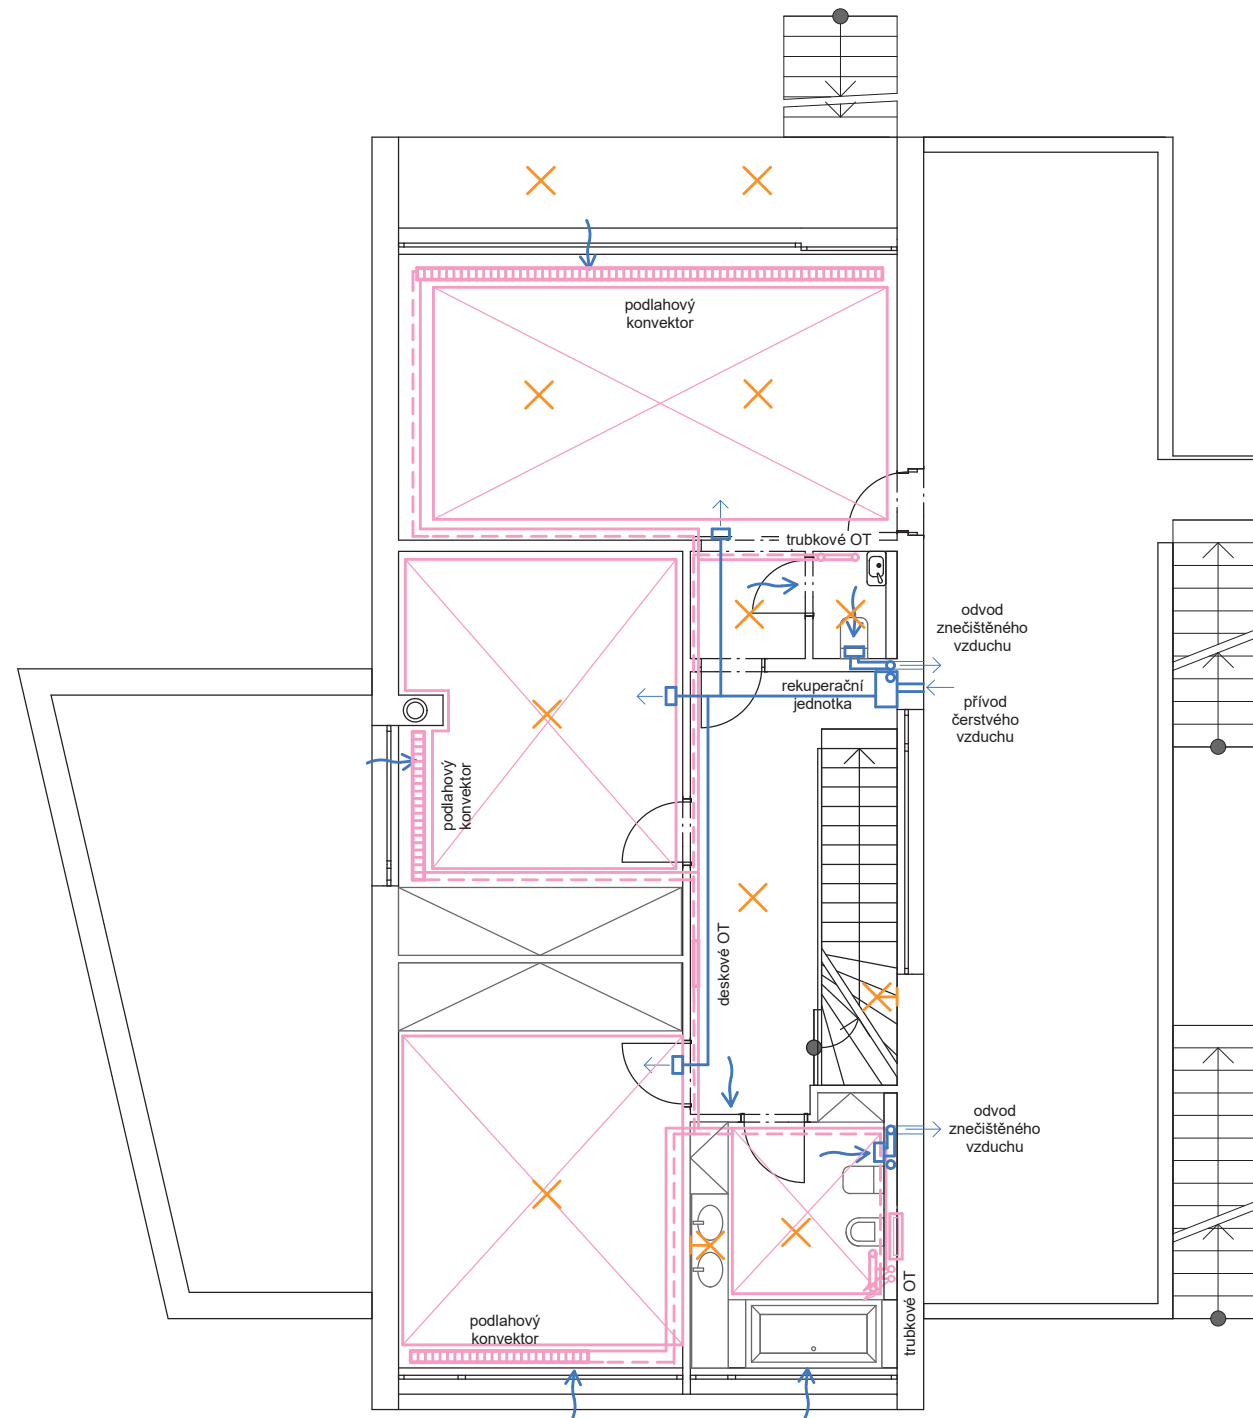 podlahový
konvektor
trubkové OT
odvod
znečištěného
vzduchu
rekuperační
jednotka
přívod
čerstvého
vzduchu
podlahový
konvektor
deskové OT
odvod
znečištěného
vzduchu
trubkové OT
podlahový
konvektor